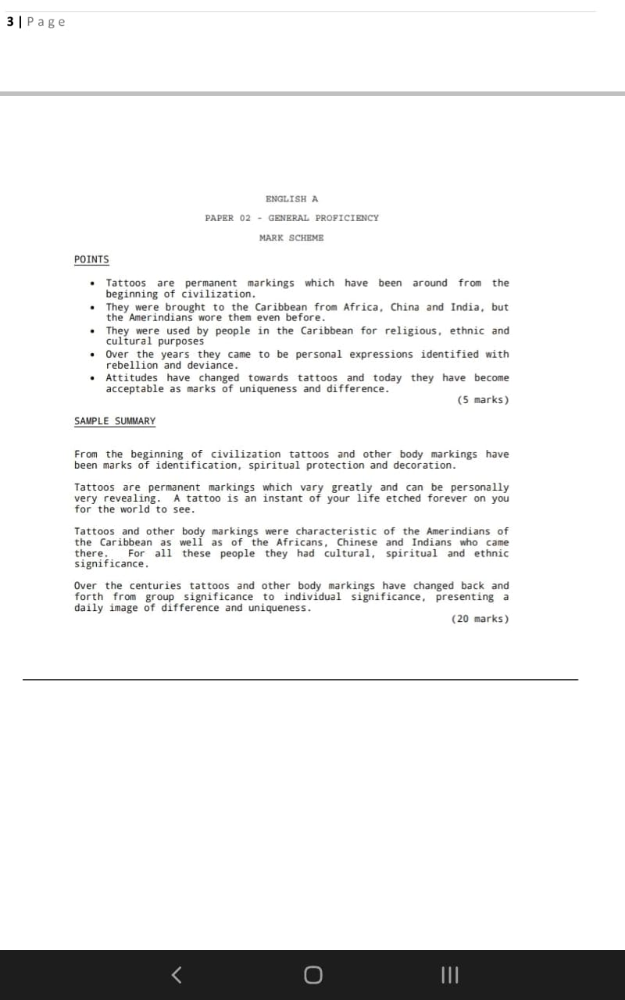 3 | Page
ENGLISH A
PAPER 02 - GENERAL PROFICIENCY
MARK SCHEME
POINTS
• Tattoos are permanent markings which have been around from the
beginning of civilization.
• They were brought to the Caribbean from Africa, China and India, but
the Amerindians wore them even before.
• They were used by people in the Caribbean for religious, ethnic and
cultural purposes
• Over the years they came to be personal expressions identified with
rebellion and deviance.
• Attitudes have changed towards tattoos and today they have become
acceptable as marks of uniqueness and difference.
(5 marks)
SAMPLE SUMMARY
From the beginning of civilization tattoos and other body markings have
been marks of identification, spiritual protection and decoration.
Tattoos are permanent markings which vary greatly and can be personally
very revealing. A tattoo is an instant of your life etched forever on you
for the world to see.
Tattoos and other body markings were characteristic of the Amerindians of
the Caribbean as well as of the Africans, Chinese and Indians who came
there. For all these people they had cultural, spiritual and ethnic
significance.
Over the centuries tattoos and other body markings have changed back and
forth from group significance to individual significance, presenting a
daily image of difference and uniqueness.
(20 marks)